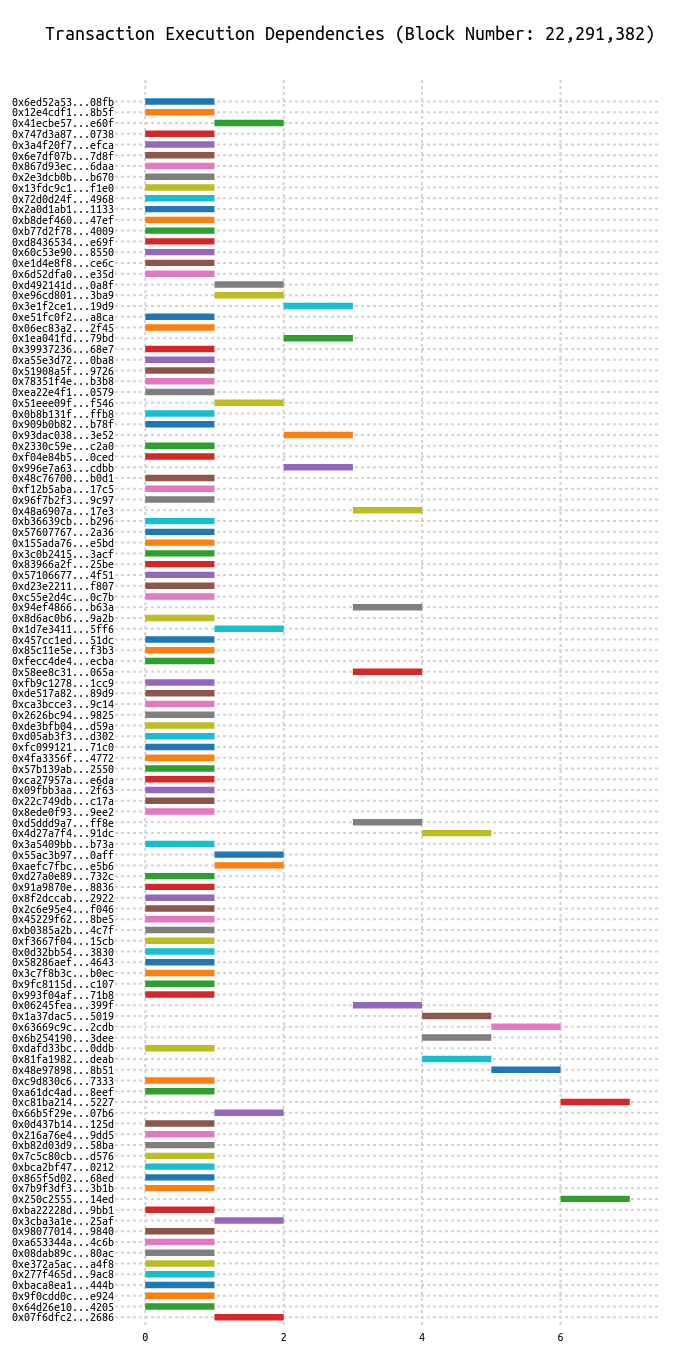 Transaction Execution Dependencies (Block Number: 22,291,382)
0x6ed52a53...08fb
0x12e4cdf1...8b5f
0x41ecbe57...e60f
0x747d3a87...0738
0x3a4f20f7...efca
0x6e7df07b...7d8f
0x867d93ec...6daa
0x2e3dcb0b...b670
0x13fdc9c1...f1e0
0x72d0d24f...4968
0x2a0d1ab1...1133
0xb8def460...47ef
0xb77d2f78...4009
0xd8436534...e69f
0x60c53e90...8550
0xe1d4e8f8...ce6c
0x6d52dfa0...e35d
0xd492141d...0a8f
0xe96cd801...3ba9
0x3e1f2ce1...19d9
0xe51fc0f2...a8ca
0x06ec83a2...2f45
0x1ea041fd...79bd
0x39937236...68e7
0xa55e3d72...0ba8
0x51908a5f...9726
0x78351f4e...b3b8
0xea22e4f1...0579
0x51eee09f...f546
0x0b8b131f...ffb8
0x909b0b82...b78f
0x93dac038...3e52
0x2330c59e...c2a0
0xf04e84b5...0ced
0x996e7a63...cdbb
0x48c76700...b0d1
0xf12b5aba...17c5
0x96f7b2f3...9c97
0x48a6907a...17e3
0xb36639cb...b296
0x57607767...2a36
0x155ada76...e5bd
0x3c0b2415...3acf
0x83966a2f...25be
0x57106677...4f51
0xd23e2211...f807
0xc55e2d4c...0c7b
0x94ef4866...b63a
0x8d6ac0b6...9a2b
0x1d7e3411...5ff6
0x457cc1ed...51dc
0x85c11e5e...f3b3
0xfecc4de4...ecba
0x58ee8c31...065a
0xfb9c1278...1cc9
0xde517a82...89d9
0xca3bcce3...9c14
0x2626bc94...9825
0xde3bfb04...d59a
0xd05ab3f3...d302
0xfc099121...71c0
0x4fa3356f...4772
0x57b139ab...2550
0xca27957a...e6da
0x09fbb3aa...2f63
0x22c749db...c17a
0x8ede0f93...9ee2
0xd5ddd9a7...ff8e
0x4d27a7f4...91dc
0x3a5409bb...b73a
0x55ac3b97...0aff
0xaefc7fbc...e5b6
0xd27a0e89...732c
0x91a9870e...8836
0x8f2dccab...2922
0x2c6e95e4...f046
0x45229f62...8be5
0xb0385a2b...4c7f
0xf3667f04...15cb
0x0d32bb54...3830
0x58286aef...4643
0x3c7f8b3c...b0ec
0x9fc8115d...c107
0x993f04af...71b8
0x06245fea...399f
0x1a37dac5...5019
0x63669c9c...2cdb
0x6b254190...3dee
0xdafd33bc...0ddb
0x81fa1982...deab
0x48e97898...8b51
0xc9d830c6...7333
0xa61dc4ad...8eef
0xc81ba214...5227
0x66b5f29e...07b6
0x0d437b14...125d
0x216a76e4...9dd5
0xb82d03d9...58ba
0x7c5c80cb...d576
0xbca2bf47...0212
0x865f5d02...68ed
0x7b9f3df3...3b1b
0x250c2555...14ed
0xba22228d...9bb1
0x3cba3a1e...25af
0x98077014...9840
0xa653344a...4c6b
0x08dab89c...80ac
0xe372a5ac...a4f8
0x277f465d...9ac8
0xbaca8ea1...444b
0x9f0cdd0c...e924
0x64d26e10...4205
0x07f6dfc2...2686
0 2 4 6